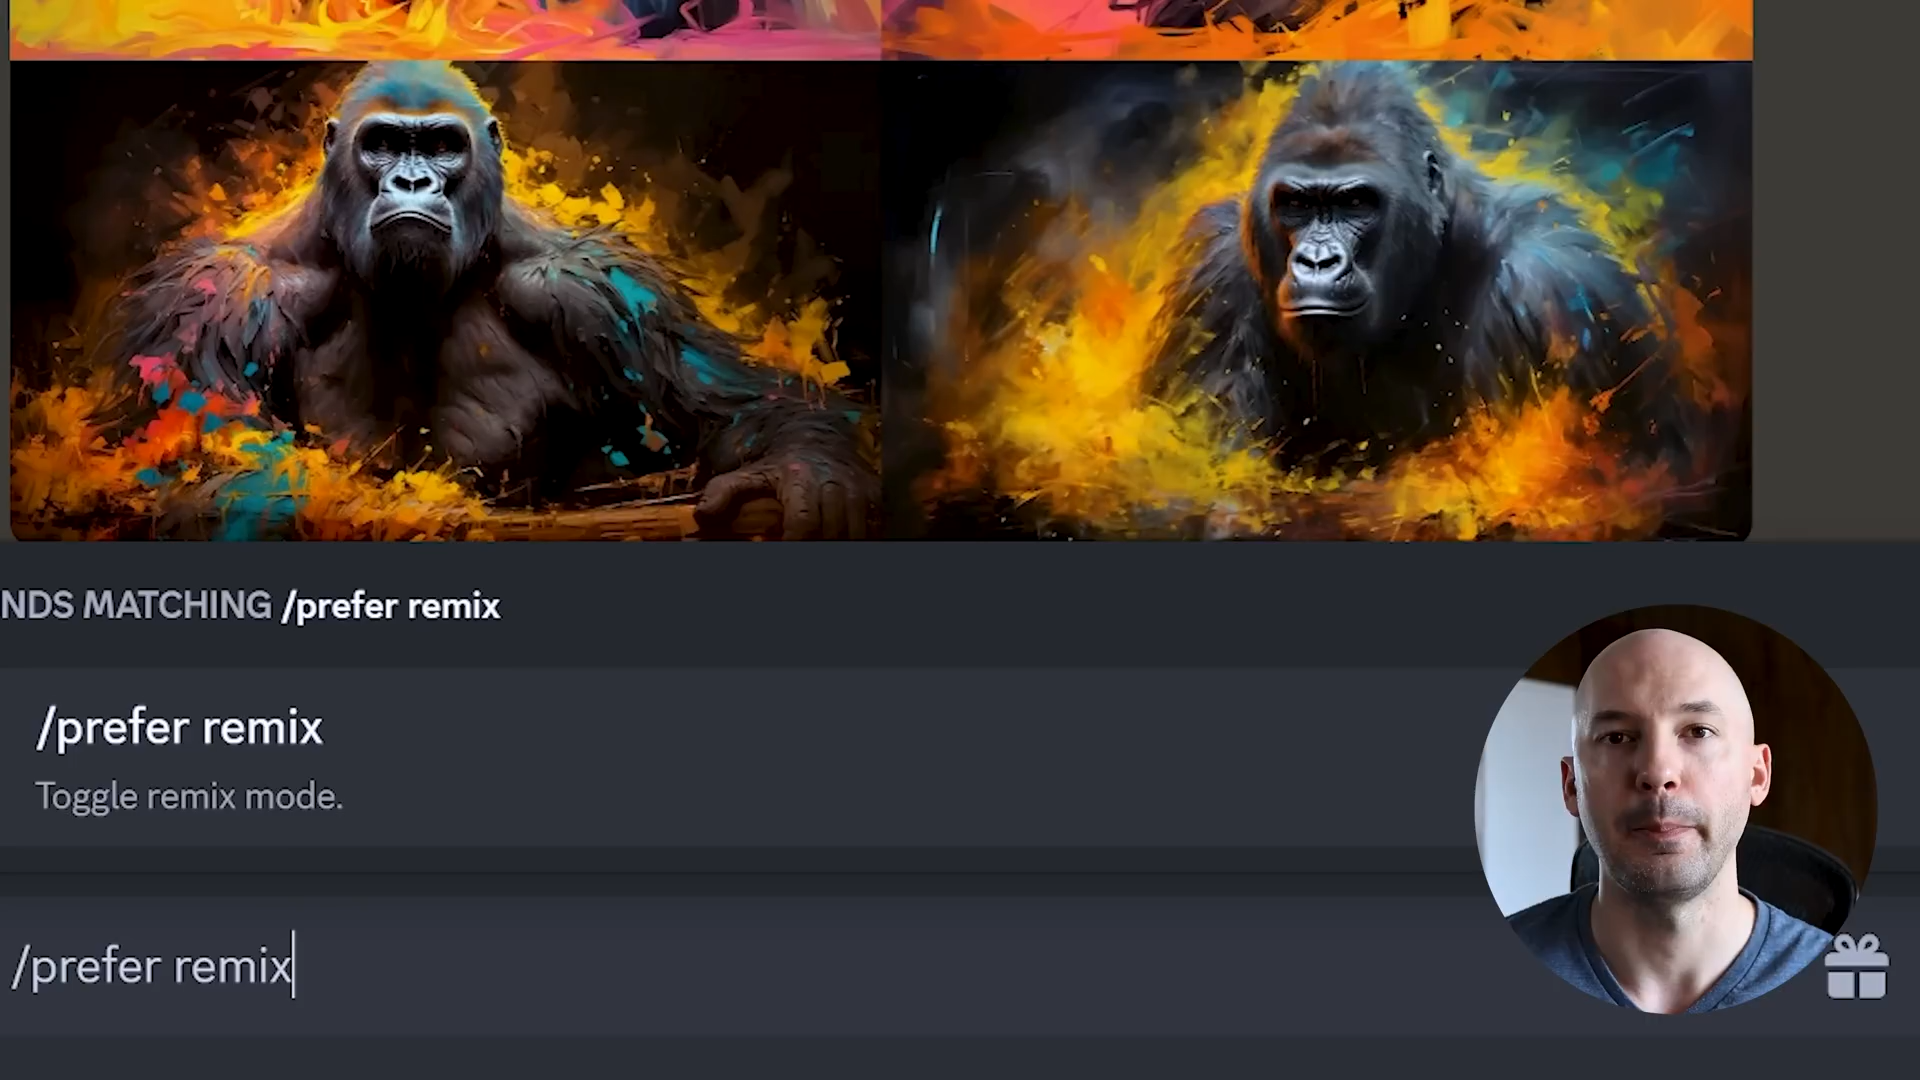 NDS MATCHING /prefer remix
/prefer remix
Toggle remix mode.
/prefer remix